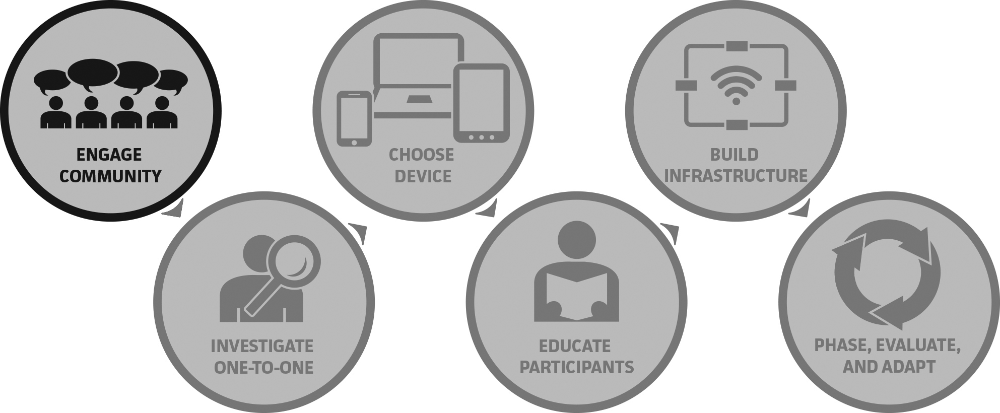 ENGAGE
COMMUNITY
INVESTIGATE
ONE-TO-ONE
CHOOSE
DEVICE
EDUCATE
PARTICIPANTS
BUILD
INFRASTRUCTURE
PHASE, EVALUATE,
AND ADAPT